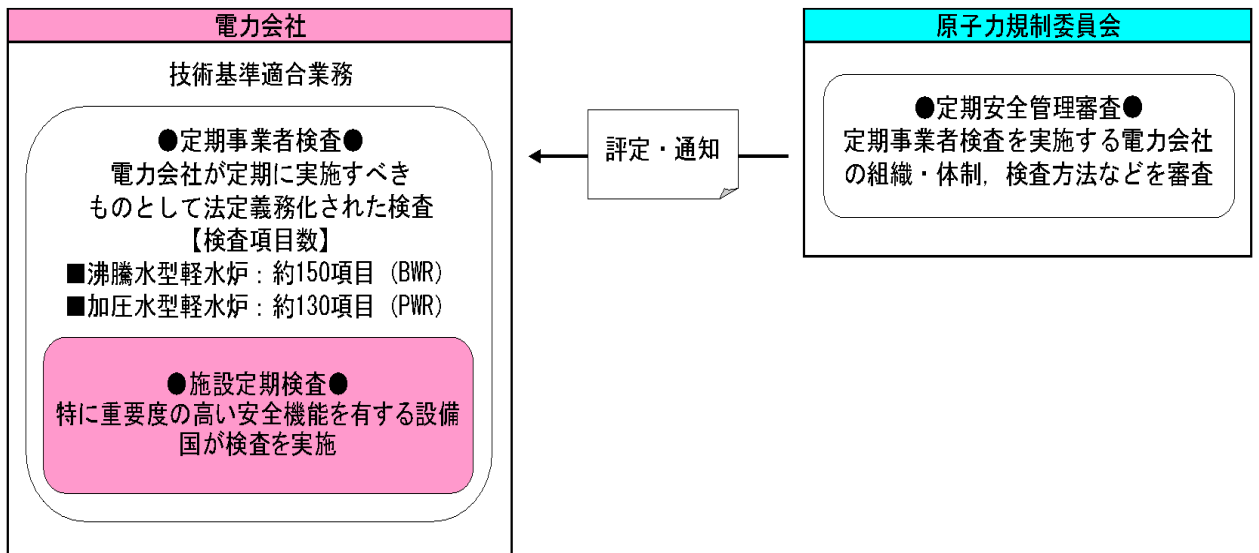 電力会社
技術基準適合業務
●定期事業者検査●
電力会社が定期に実施すべき
ものとして法定義務化された検査
【検査項目数】
■沸騰水型軽水炉：約150項目 (BWR)
■加圧水型軽水炉：約130項目 (PWR)
●施設定期検査●
特に重要度の高い安全機能を有する設備
国が検査を実施
評定・通知
原子力規制委員会
●定期安全管理審査●
定期事業者検査を実施する電力会社
の組織・体制，検査方法などを審査